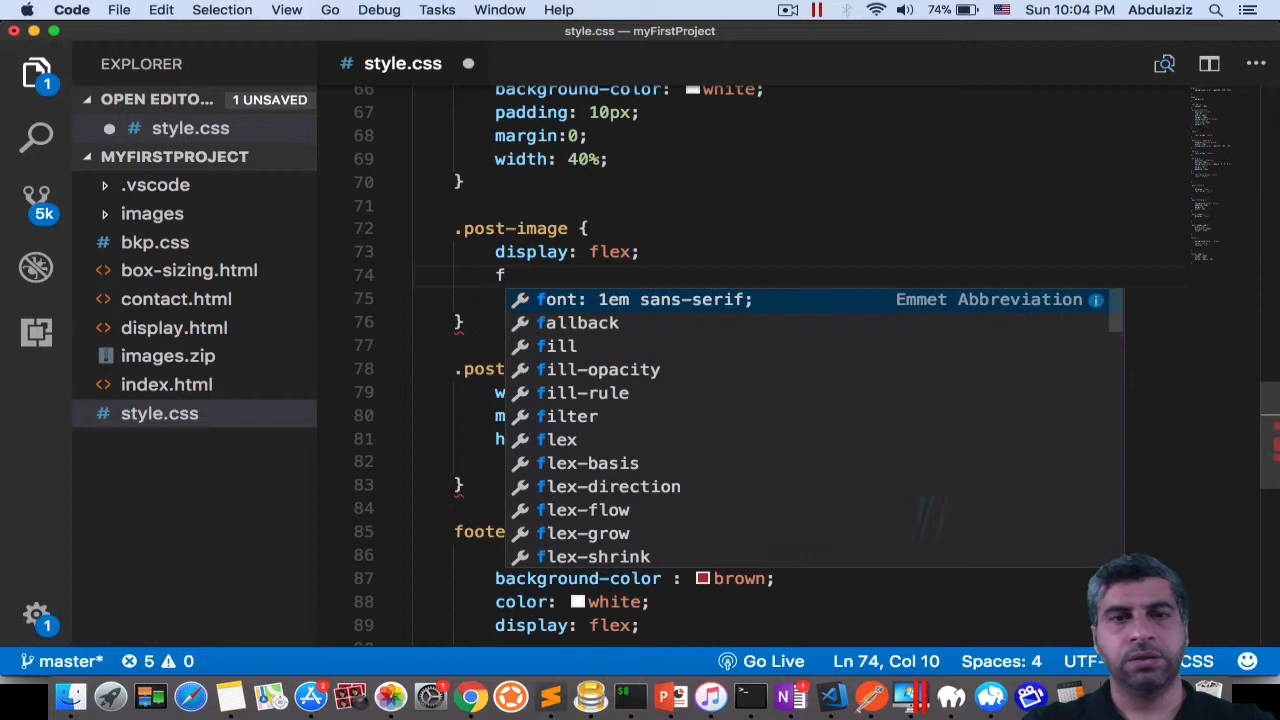 Code File Edit Selection View Go Debug Tasks Window Help 74% Sun 10:04 PM Abdulaziz
style.css — myFirstProject
EXPLORER
# style.css
OPEN EDITO... 1 UNSAVED
# style.css
MYFIRSTPROJECT
.vscode
images
bkp.css
<> box-sizing.html
<> contact.html
<> display.html
images.zip
<> index.html
# style.css
1
5k
1
66 background-color: white;
67 padding: 10px;
68 margin:0;
69 width: 40%;
70 }
71
72 .post-image {
73 display: flex;
74 f
75
76 }
77
78 .post
79 w
80 m
81 h
82
83 }
84
85 foote
86
87 background-color : brown;
88 color: white;
89 display: flex;
font: 1em sans-serif; Emmet Abbreviation
fallback
fill
fill-opacity
fill-rule
filter
flex
flex-basis
flex-direction
flex-flow
flex-grow
flex-shrink
master* 5 0 Go Live Ln 74, Col 10 Spaces: 4 UTF- CSS
2
1